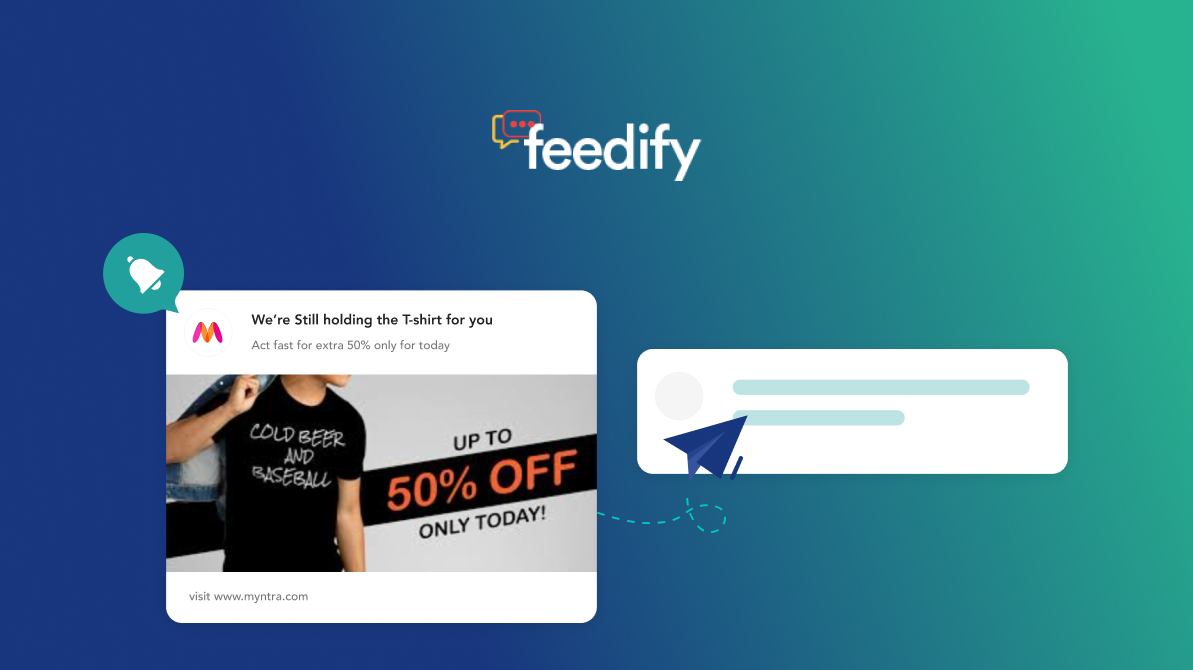 feedify
We're Still holding the T-shirt for you
Act fast for extra 50% only for today
COLD BEER
AND
BASEBALL
UP TO
50% OFF
ONLY TODAY!
visit www.myntra.com